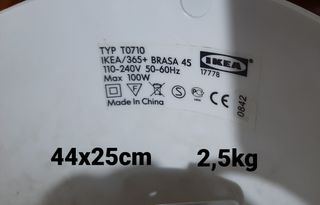 TYP T0710
IKEA/365+ BRASA 45
110-240V 50-60Hz
Max 100W
IKEA
17778
F
S
CE
Made in China
0842
44x25cm 2,5kg